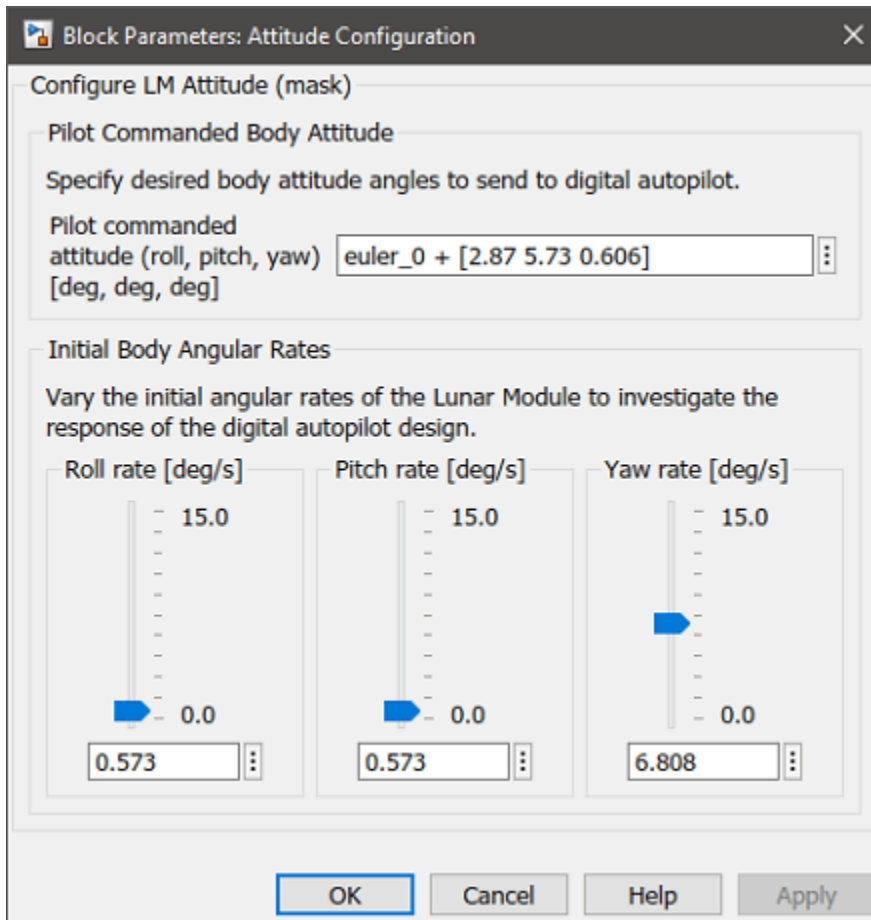 Block Parameters: Attitude Configuration
Configure LM Attitude (mask)
Pilot Commanded Body Attitude
Specify desired body attitude angles to send to digital autopilot.
Pilot commanded
attitude (roll, pitch, yaw)
[deg, deg, deg]
euler_0 + [2.87 5.73 0.606]
Initial Body Angular Rates
Vary the initial angular rates of the Lunar Module to investigate the
response of the digital autopilot design.
Roll rate [deg/s]
15.0
0.0
0.573
Pitch rate [deg/s]
15.0
0.0
0.573
Yaw rate [deg/s]
15.0
0.0
6.808
OK Cancel Help Apply